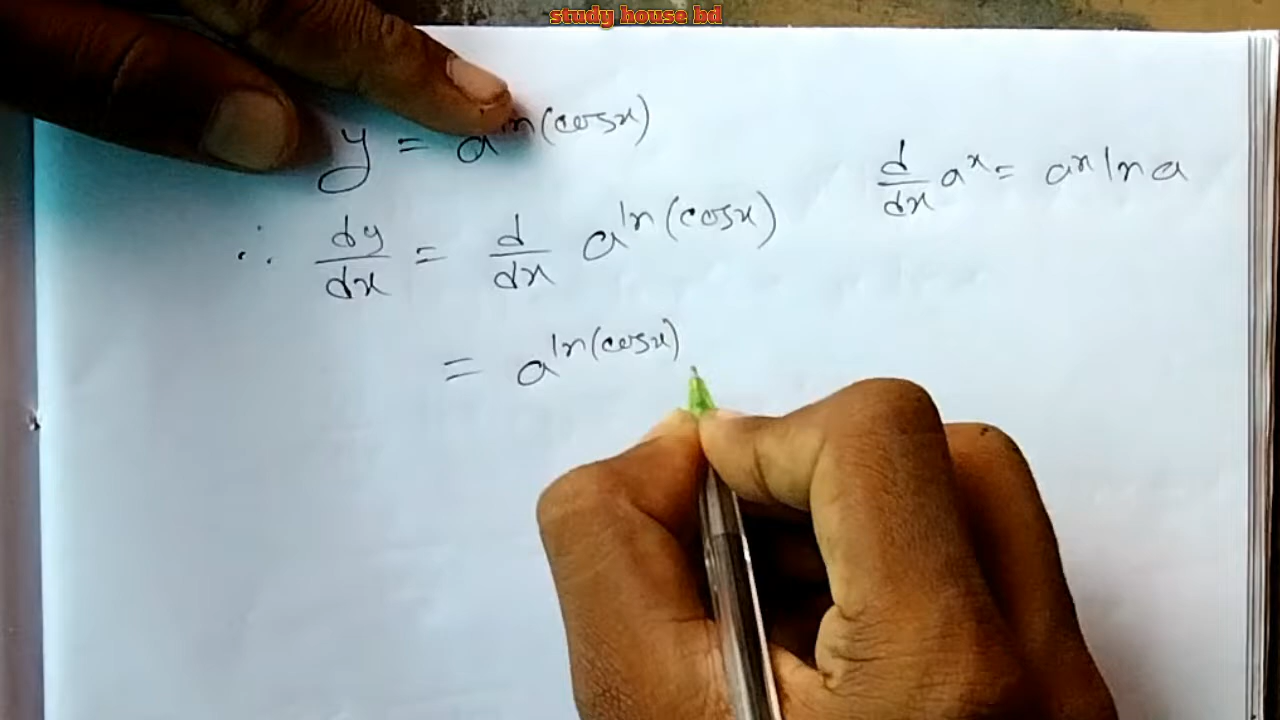 study house bd
y = a^ln(cosx)
d/dx a^x = a^x ln a
∴ dy/dx = d/dx a^ln(cosx)
= a^ln(cosx)